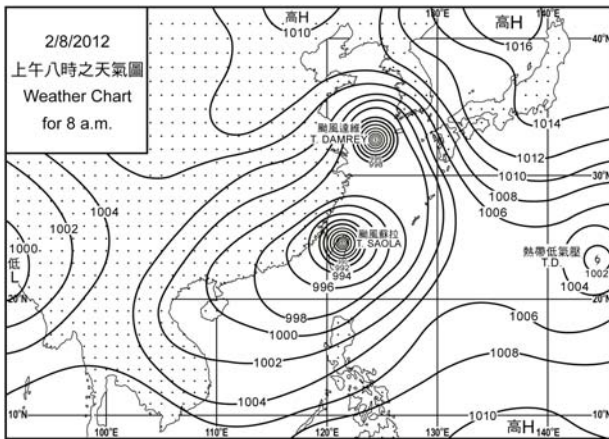 2/8/2012
上午八時之天氣圖
Weather Chart
for 8 a.m.
高H
1010
130°E
高H
1016
140°E
40°N
1014
颱風達維
T. DAMREY
998
1012
30°N
1010
1008
1006
1004
1002
1000
低
L
颱風蘇拉
T. SAOLA
992
994
996
998
1000
1002
1004
熱帶低氣壓
T.D.
1002
1004
20°N
20°N
1006
1008
10°N
10°N
100°E
110°E
120°E
130°E
140°E
1010
高H